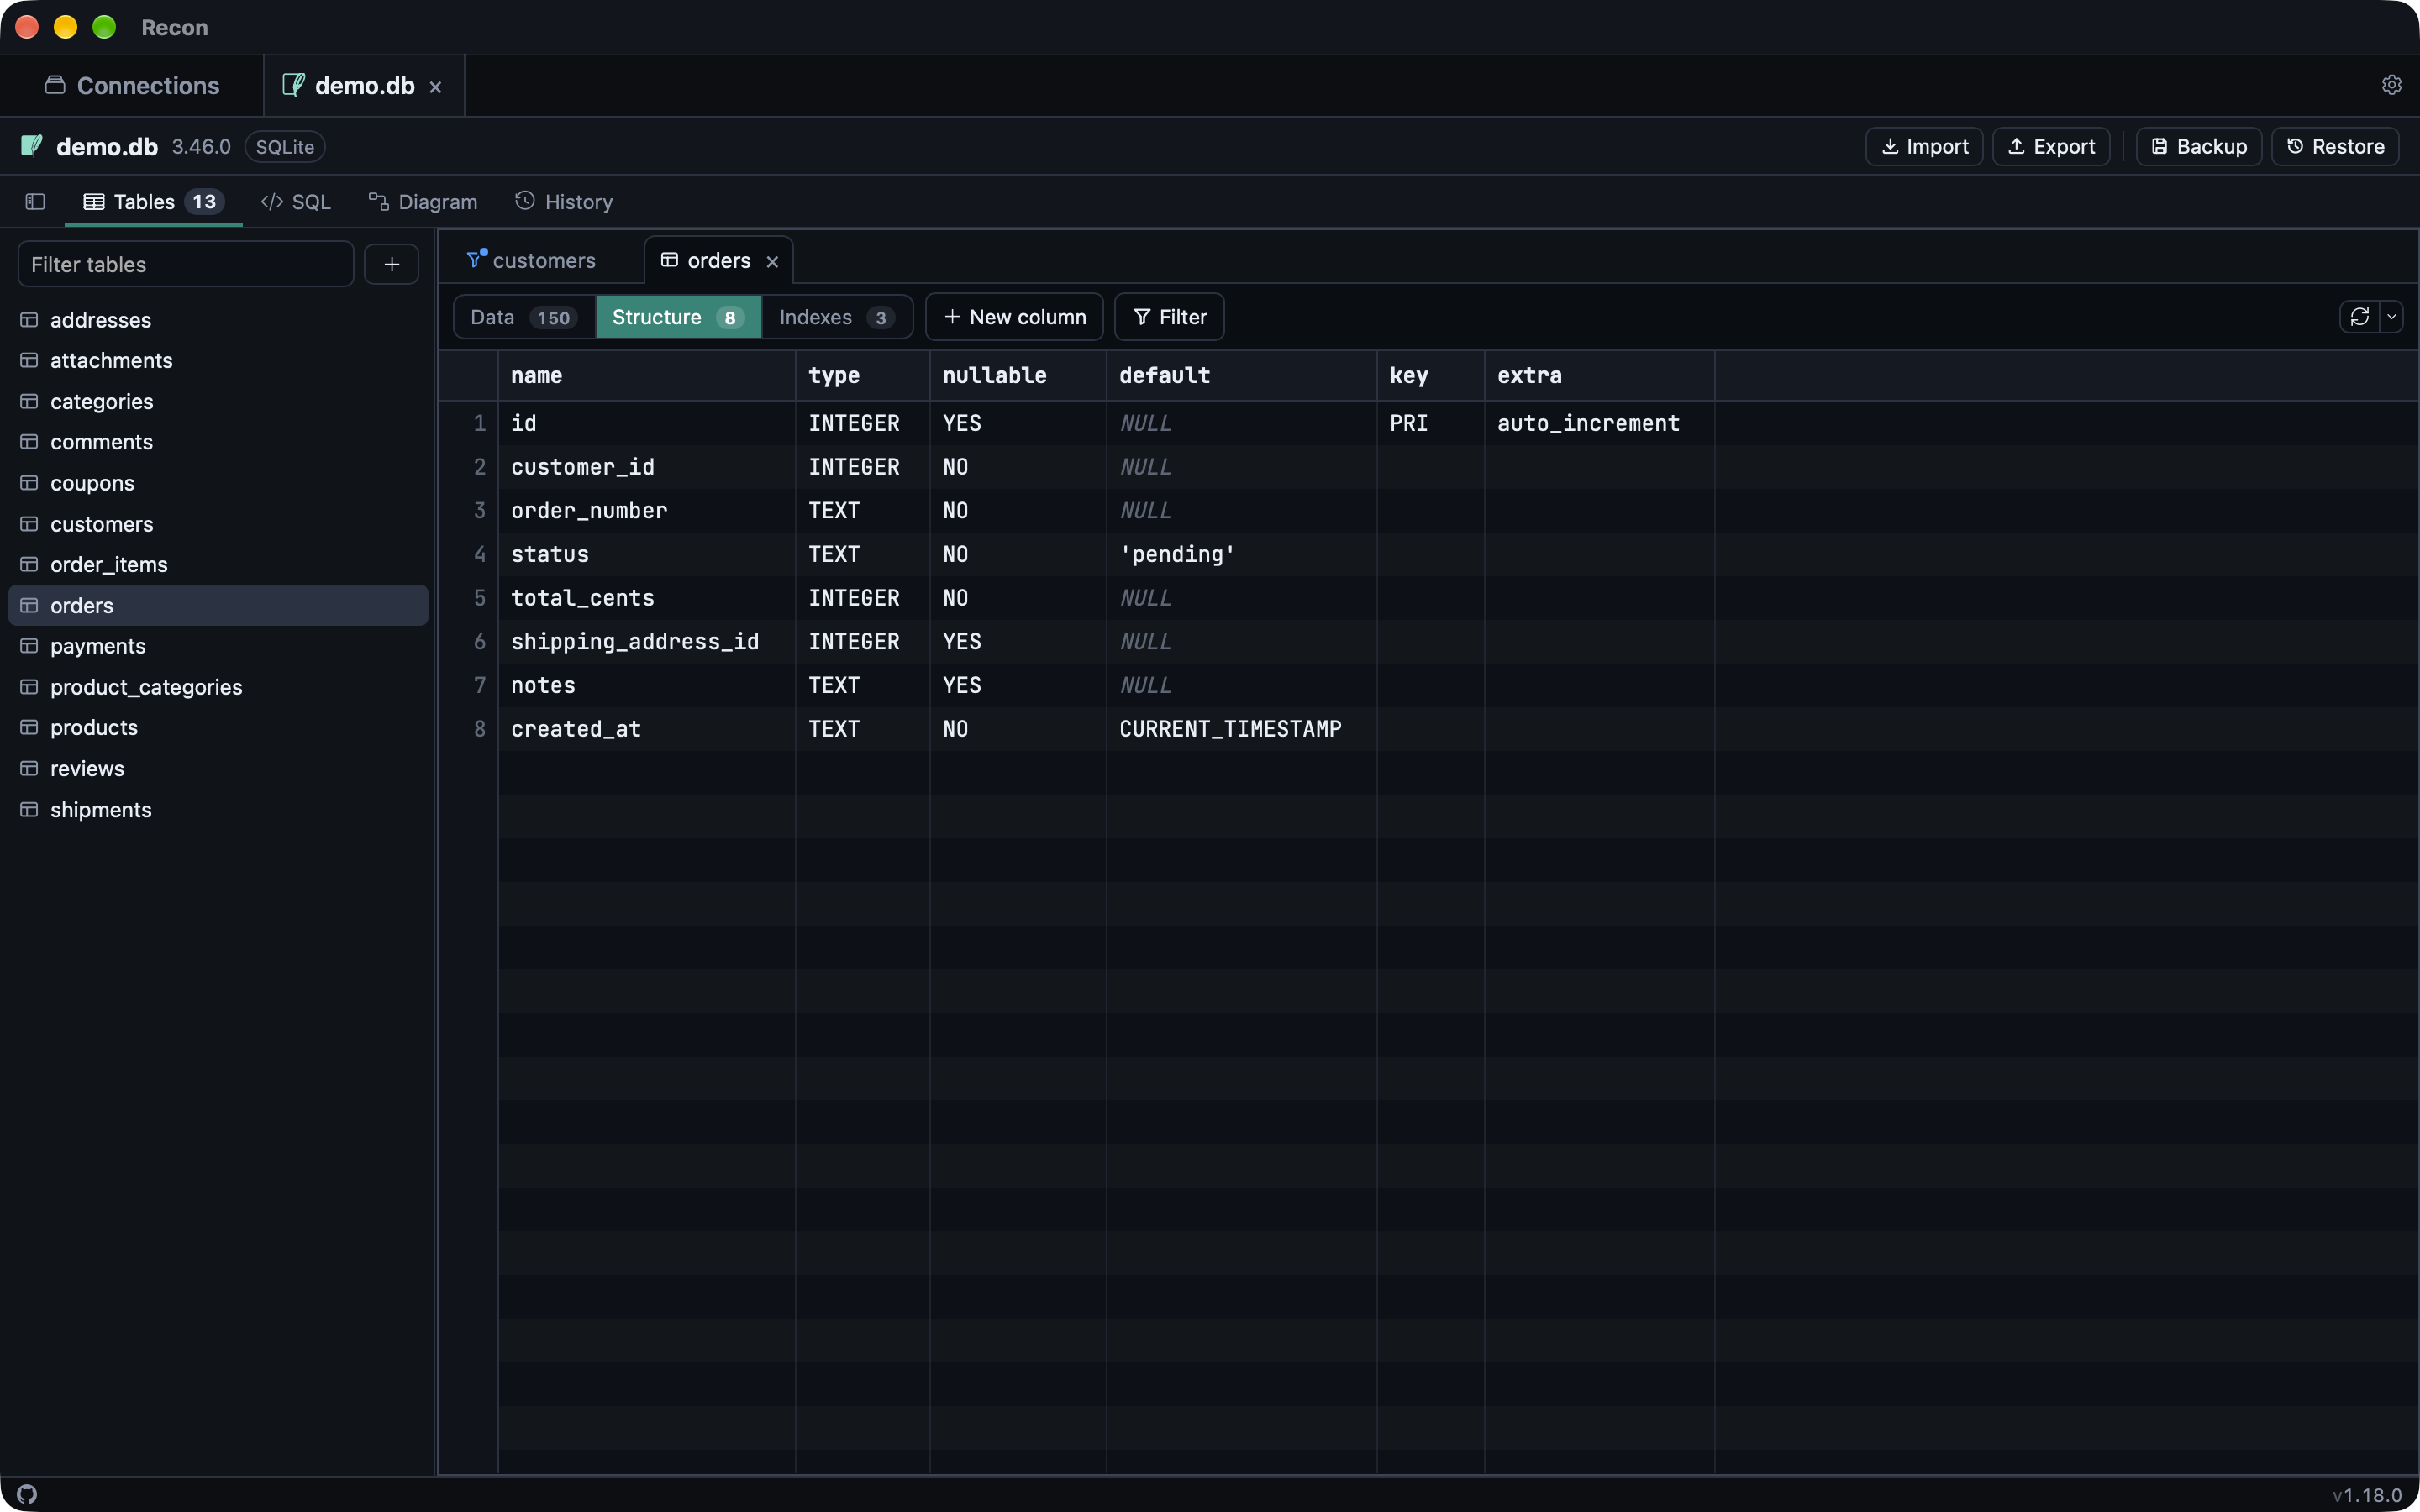 Recon
Connections demo.db
demo.db 3.46.0 SQLite Import Export Backup Restore
Tables 13 SQL Diagram History
Filter tables
addresses
attachments
categories
comments
coupons
customers
order_items
orders
payments
product_categories
products
reviews
shipments
customers orders
Data 150 Structure 8 Indexes 3 New column Filter
name type nullable default key extra
1 id INTEGER YES NULL PRI auto_increment
2 customer_id INTEGER NO NULL
3 order_number TEXT NO NULL
4 status TEXT NO 'pending'
5 total_cents INTEGER NO NULL
6 shipping_address_id INTEGER YES NULL
7 notes TEXT YES NULL
8 created_at TEXT NO CURRENT_TIMESTAMP
v1.18.0